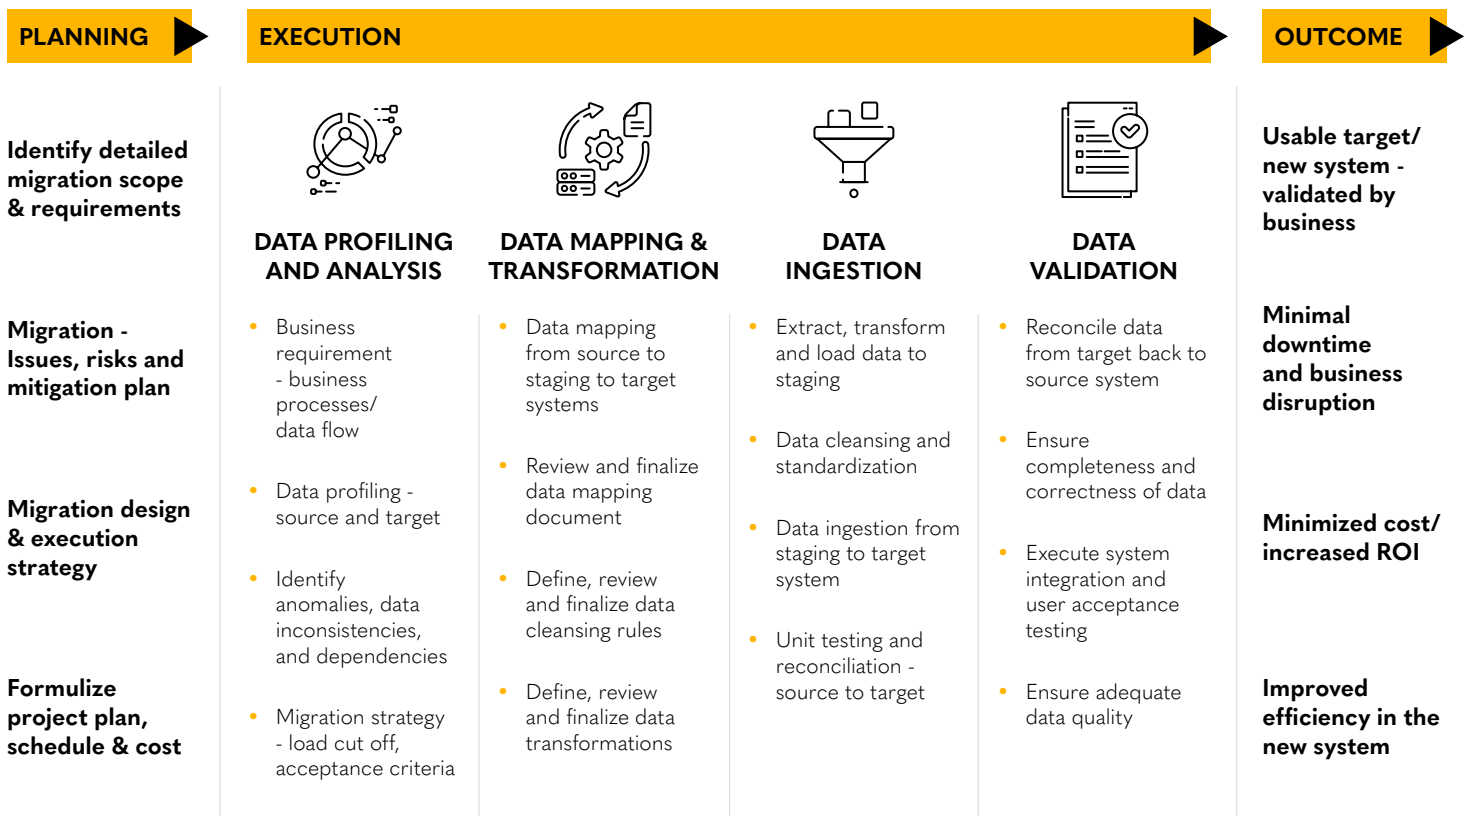 PLANNING
EXECUTION
OUTCOME
Identify detailed
migration scope
& requirements
Migration -
Issues, risks and
mitigation plan
Migration design
& execution
strategy
Formulize
project plan,
schedule & cost
DATA PROFILING
AND ANALYSIS
• Business
requirement
- business
processes/
data flow
• Data profiling -
source and target
• Identify
anomalies, data
inconsistencies,
and dependencies
• Migration strategy
- load cut off,
acceptance criteria
DATA MAPPING &
TRANSFORMATION
• Data mapping
from source to
staging to target
systems
• Review and finalize
data mapping
document
• Define, review
and finalize data
cleansing rules
• Define, review
and finalize data
transformations
DATA
INGESTION
• Extract, transform
and load data to
staging
• Data cleansing and
standardization
• Data ingestion from
staging to target
system
• Unit testing and
reconciliation -
source to target
DATA
VALIDATION
• Reconcile data
from target back to
source system
• Ensure
completeness and
correctness of data
• Execute system
integration and
user acceptance
testing
• Ensure adequate
data quality
Usable target/
new system -
validated by
business
Minimal
downtime
and business
disruption
Minimized cost/
increased ROI
Improved
efficiency in the
new system